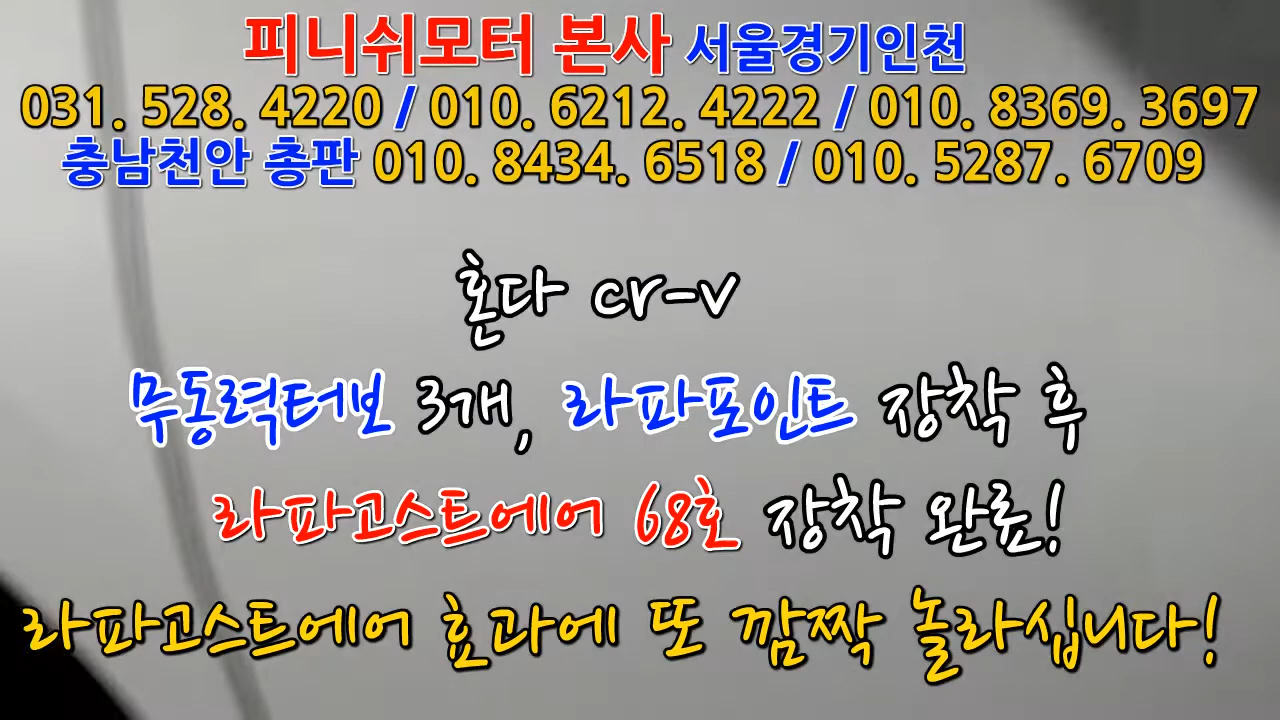 피니쉬모터 본사 서울경기인천
031. 528. 4220 / 010. 6212. 4222 / 010. 8369. 3697
충남천안 총판 010. 8434. 6518 / 010. 5287. 6709
혼다 cr-v
무동력터보 3개, 라파포인트 장착 후
라파고스트에어 68호 장착 완료!
라파고스트에어 효과에 또 깜짝 놀라십니다!